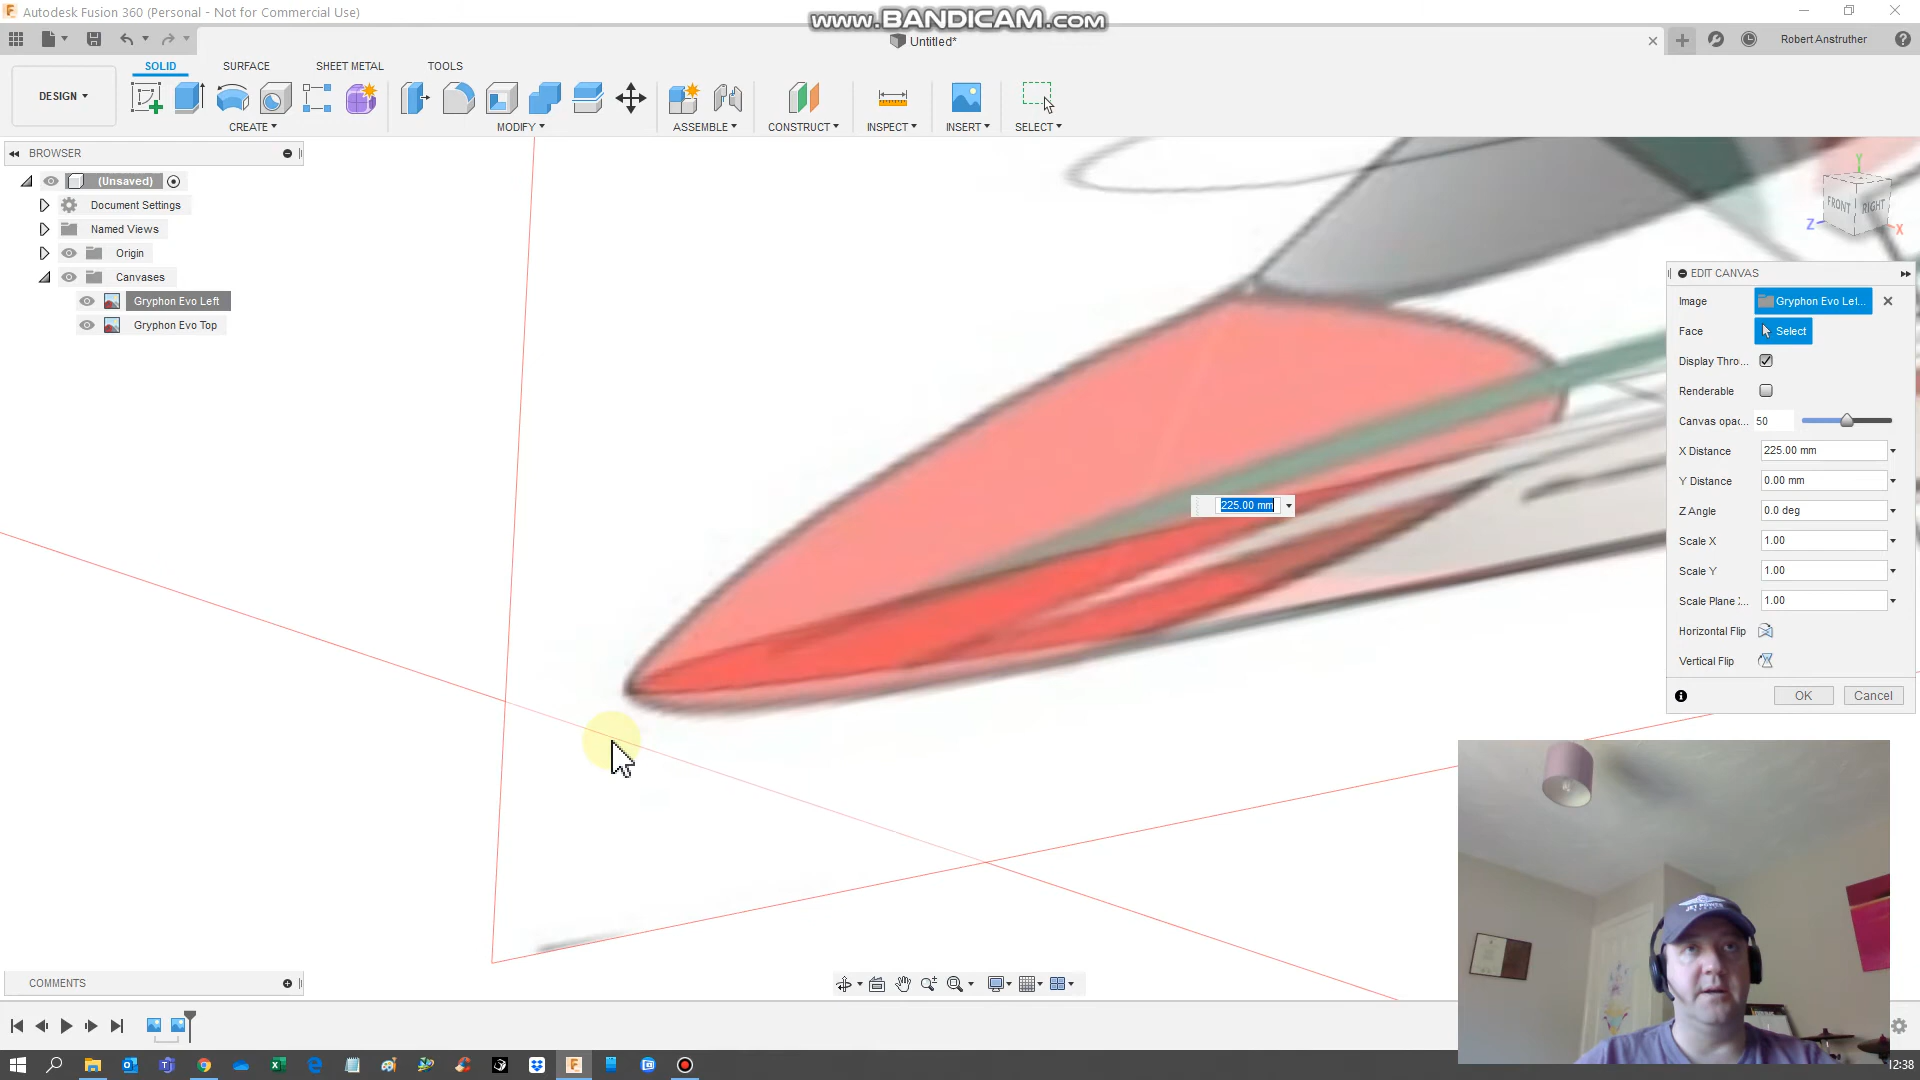 Autodesk Fusion 360 (Personal - Not for Commercial Use)
www.BANDICAM.com
Untitled*
Robert Anstruther
DESIGN
SOLID
SURFACE
SHEET METAL
TOOLS
CREATE
MODIFY
ASSEMBLE
CONSTRUCT
INSPECT
INSERT
SELECT
BROWSER
(Unsaved)
Document Settings
Named Views
Origin
Canvases
Gryphon Evo Left
Gryphon Evo Top
Y
FRONT
RIGHT
Z
X
EDIT CANVAS
Image
Gryphon Evo Lef...
Face
Select
Display Thro...
Renderable
Canvas opac...
50
X Distance
225.00 mm
Y Distance
0.00 mm
Z Angle
0.0 deg
Scale X
1.00
Scale Y
1.00
Scale Plane ...
1.00
Horizontal Flip
Vertical Flip
OK
Cancel
225.00 mm
COMMENTS
JET POWER
12:38